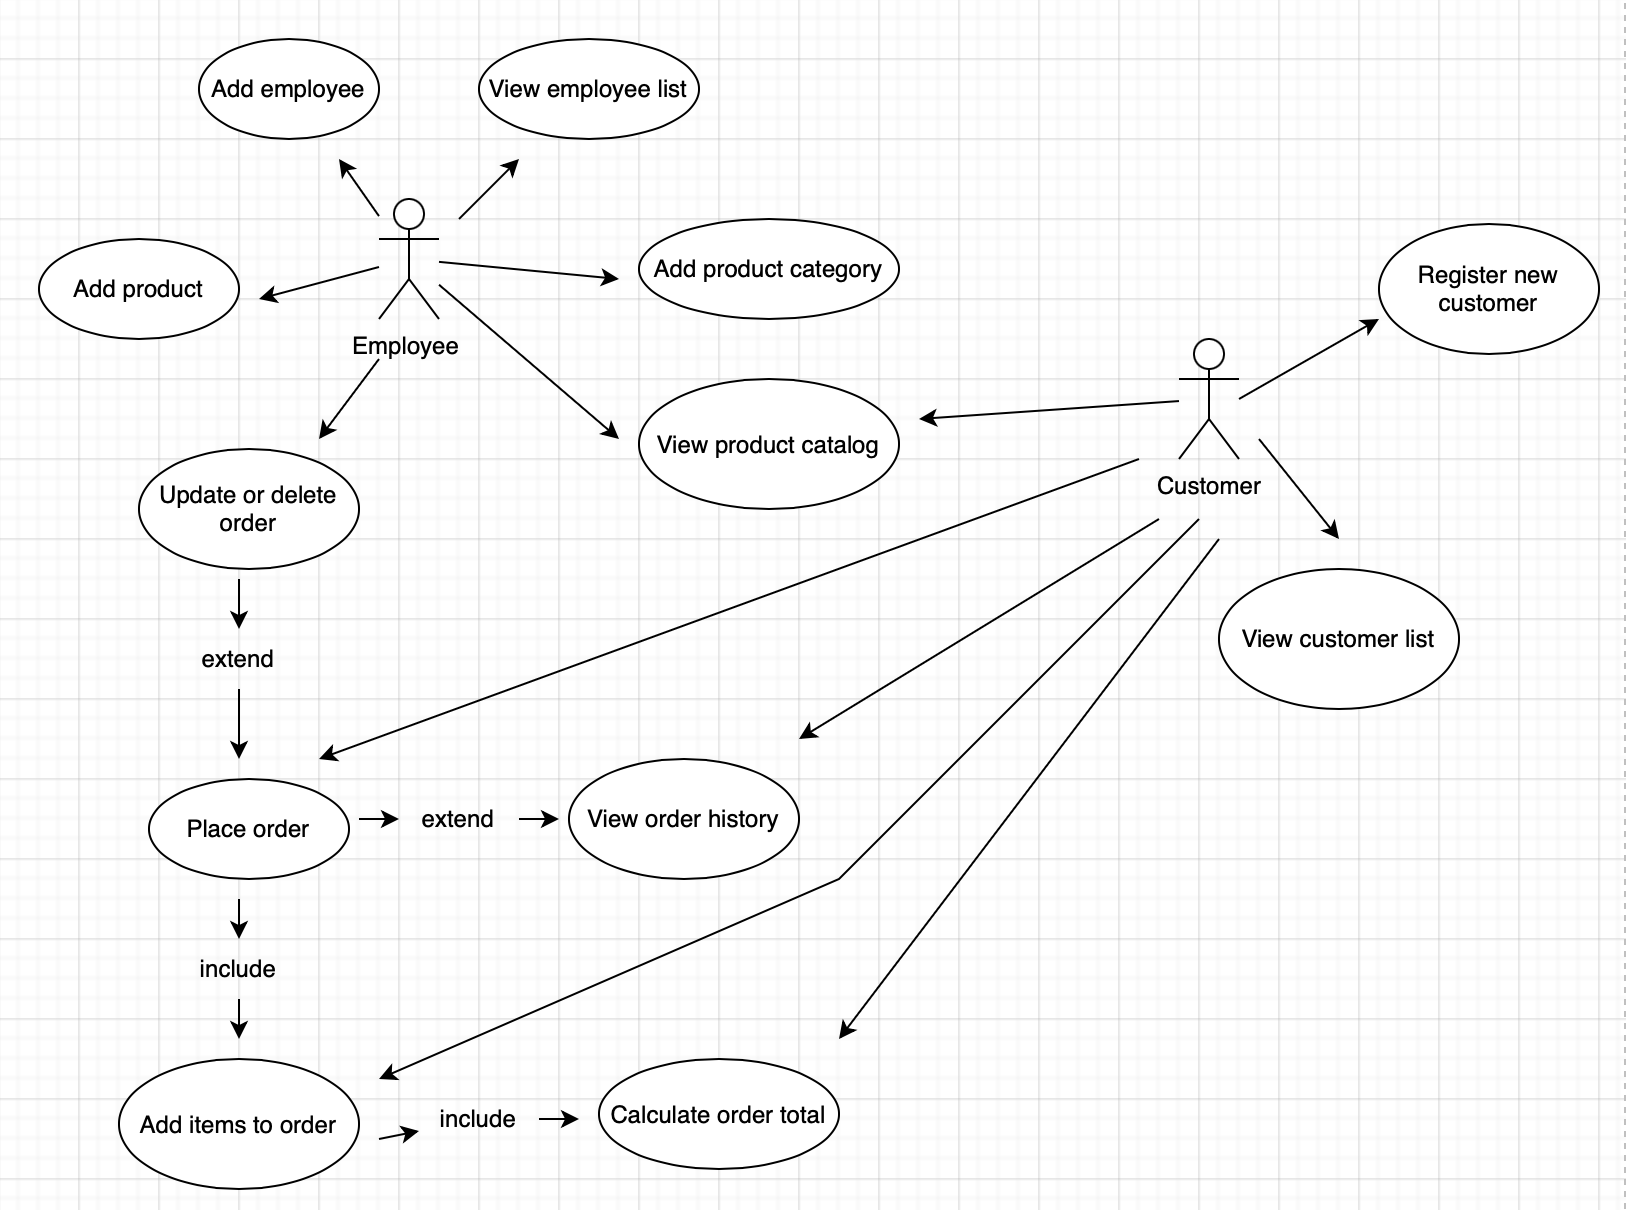 Add employee
View employee list
Add product
Add product category
Register new
customer
Employee
View product catalog
Customer
Update or delete
order
extend
View customer list
Place order
extend
View order history
include
Add items to order
include
Calculate order total